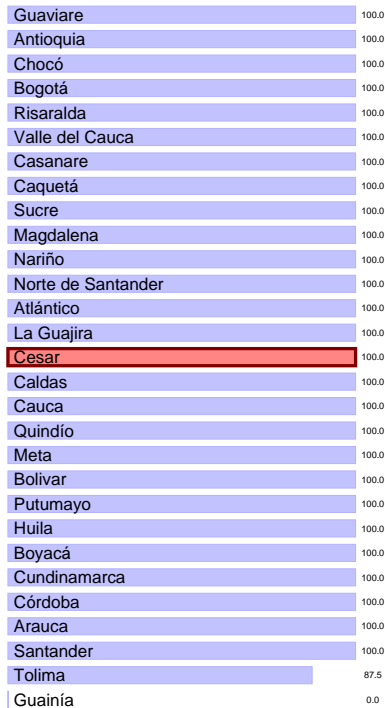 Guaviare 100.0
Antioquia 100.0
Chocó 100.0
Bogotá 100.0
Risaralda 100.0
Valle del Cauca 100.0
Casanare 100.0
Caquetá 100.0
Sucre 100.0
Magdalena 100.0
Nariño 100.0
Norte de Santander 100.0
Atlántico 100.0
La Guajira 100.0
Cesar 100.0
Caldas 100.0
Cauca 100.0
Quindío 100.0
Meta 100.0
Bolivar 100.0
Putumayo 100.0
Huila 100.0
Boyacá 100.0
Cundinamarca 100.0
Córdoba 100.0
Arauca 100.0
Santander 100.0
Tolima 87.5
Guainía 0.0